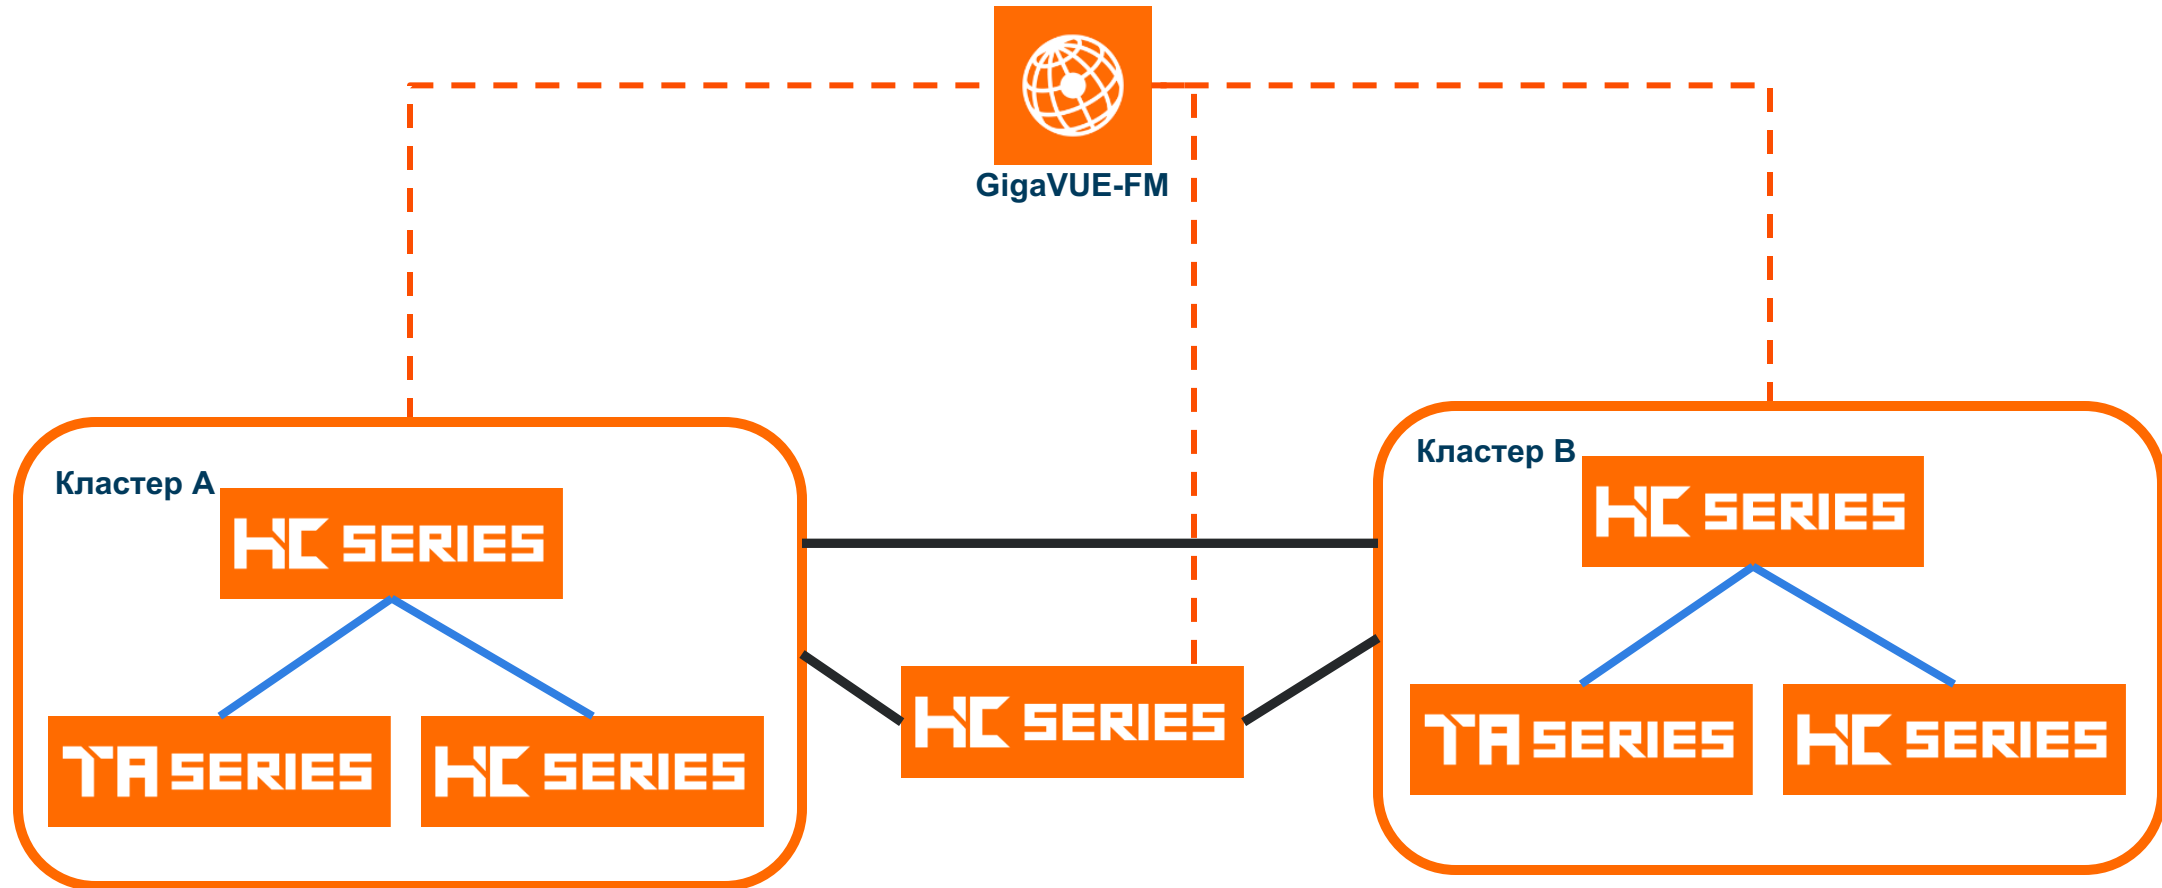 GigaVUE-FM
Кластер A
HC SERIES
TA SERIES
HC SERIES
HC SERIES
Кластер B
HC SERIES
TA SERIES
HC SERIES